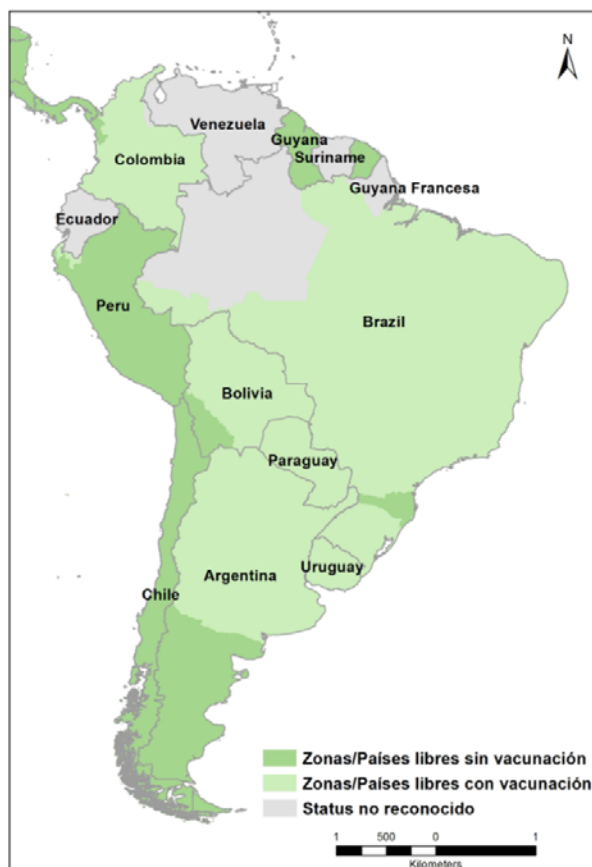 N
Venezuela
Guyana
Suriname
Colombia
Guyana Francesa
Ecuador
Peru
Brazil
Bolivia
Paraguay
Uruguay
Argentina
Chile
Zonas/Países libres sin vacunación
Zonas/Países libres con vacunación
Status no reconocido
1 500 0 1
Kilometers